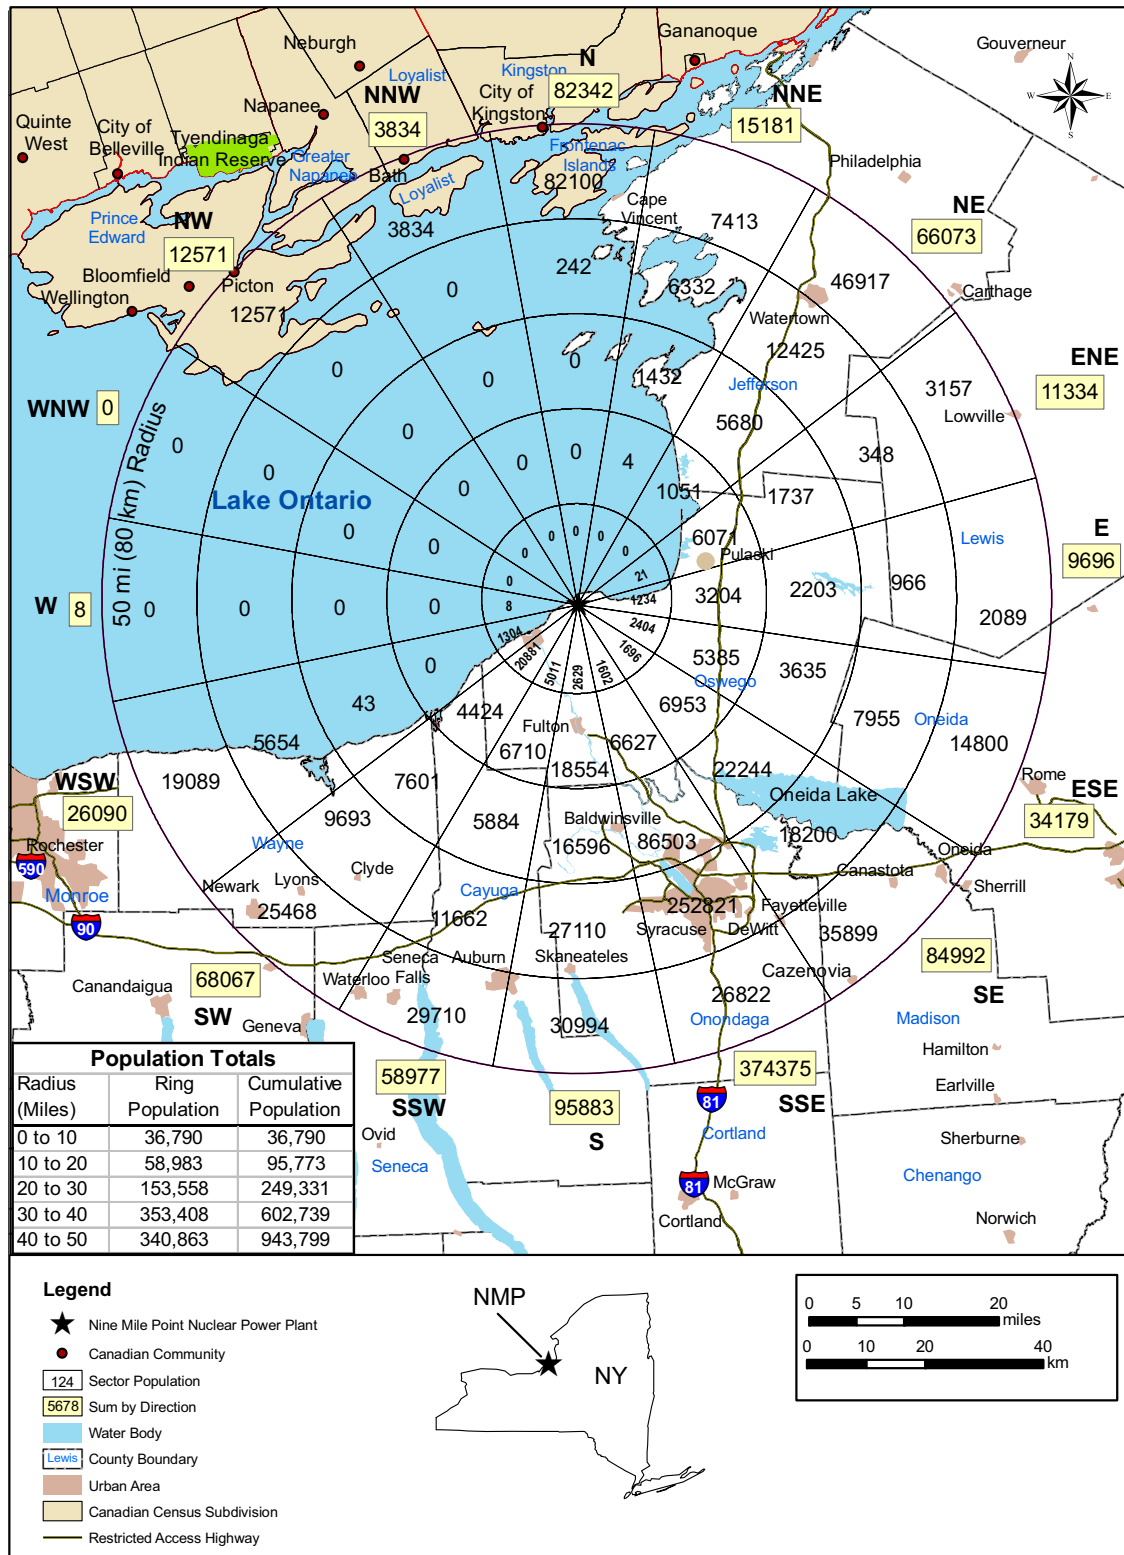 Gananoque
Gouverneur
Neburgh
Loyalist
Kingston
N
City of
Kingston
82342
NNW
3834
NNE
15181
N
W
E
S
Napanee
Quinte
West
City of
Belleville
Tyendinaga
Indian Reserve
Greater
Napanee
Bath
Loyalist
Frontenac
Islands
82100
Philadelphia
Cape
Vincent
7413
NE
66073
Prince
Edward
NW
12571
3834
Bloomfield
Wellington
Picton
12571
0
242
6332
46917
Carthage
Watertown
12425
ENE
11334
0
0
0
1432
Jefferson
3157
Lowville
WNW
0
50 mi (80 km) Radius
0
0
0
0
0
4
5680
348
Lake Ontario
0
1051
1737
0
0
0
0
0
0
0
6071
Pulaski
Lewis
E
9696
0
21
W
8
0
0
0
0
8
1234
3204
2203
966
2089
1304
20881
5011
2629
1602
1696
2404
0
5385
Oswego
3635
43
4424
6953
7955
Oneida
14800
5654
Fulton
6710
6627
18554
22244
WSW
26090
19089
7601
Oneida Lake
Rome
ESE
34179
9693
5884
Baldwinsville
16596
86503
18200
Rochester
590
Wayne
Oneida
Monroe
Newark
Lyons
Clyde
Cayuga
Canastota
Sherrill
90
25468
11662
252821
Fayetteville
27110
Syracuse
DeWitt
35899
68067
SW
Seneca
Falls
Auburn
Skaneateles
Cazenovia
84992
SE
Canandaigua
Waterloo
26822
Geneva
29710
30994
Onondaga
Madison
Hamilton
58977
SSW
374375
SSE
95883
S
81
Earlville
Ovid
Cortland
Sherburne
Seneca
Chenango
81
McGraw
Cortland
Norwich
Population Totals
Radius (Miles) Ring Population Cumulative Population
0 to 10 36,790 36,790
10 to 20 58,983 95,773
20 to 30 153,558 249,331
30 to 40 353,408 602,739
40 to 50 340,863 943,799
Legend
Nine Mile Point Nuclear Power Plant
Canadian Community
124 Sector Population
5678 Sum by Direction
Water Body
Lewis County Boundary
Urban Area
Canadian Census Subdivision
Restricted Access Highway
NMP
NY
0 5 10 20
miles
0 10 20 40
km